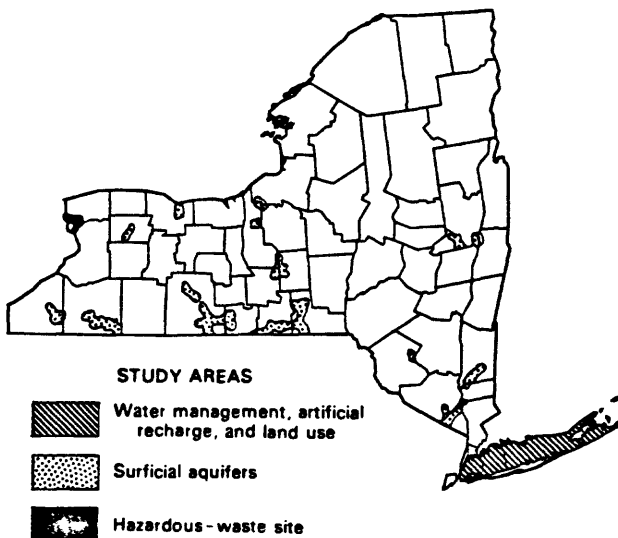 STUDY AREAS
Water management, artificial
recharge, and land use
Surficial aquifers
Hazardous-waste site